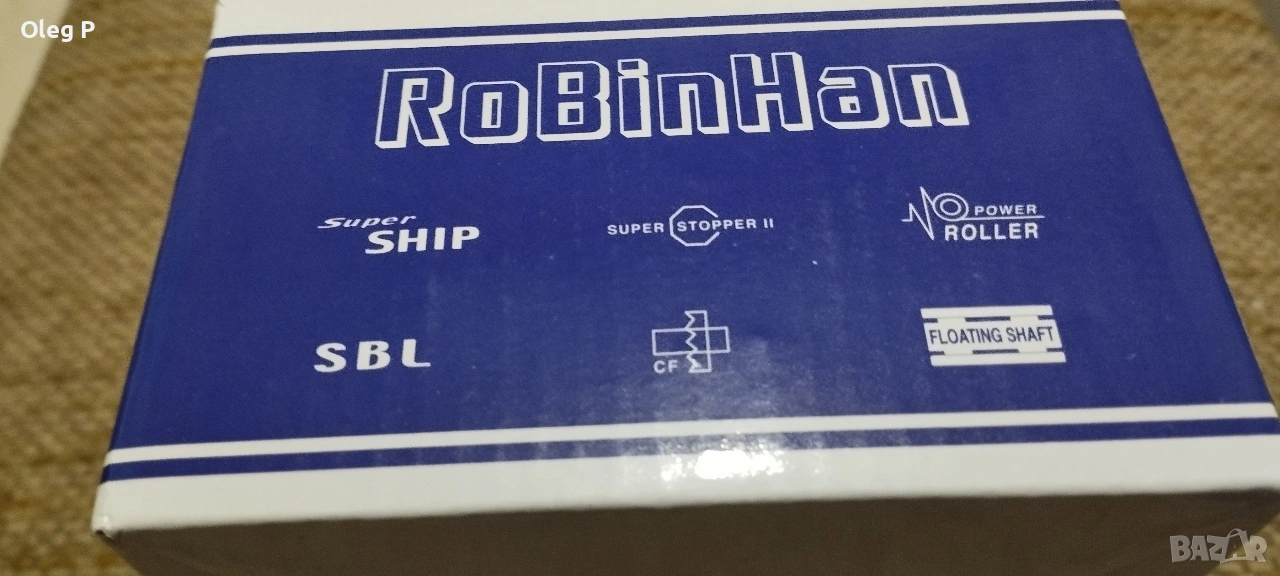 Oleg P
RoBinHan
Super
SHIP
SUPER STOPPER II
POWER
ROLLER
SBL
CF
FLOATING SHAFT
BAZAR